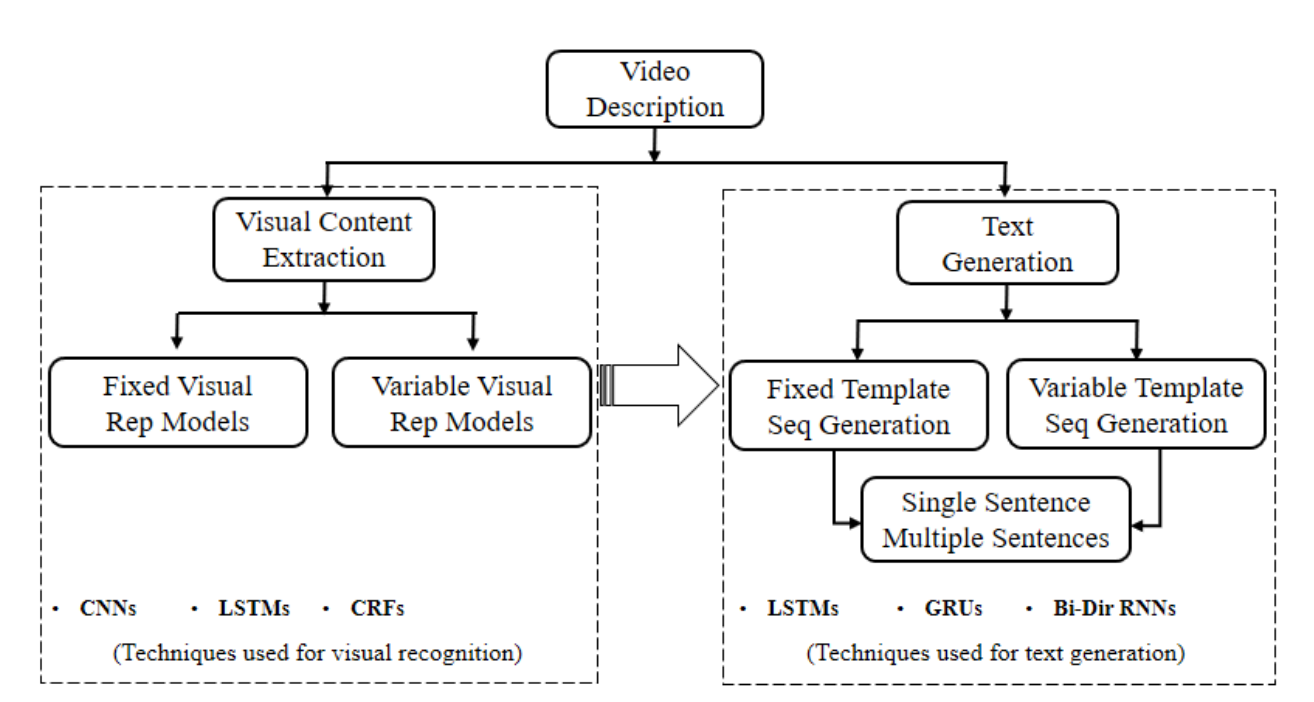 Video
Description
Visual Content
Extraction
Text
Generation
Fixed Visual
Rep Models
Variable Visual
Rep Models
Fixed Template
Seq Generation
Variable Template
Seq Generation
Single Sentence
Multiple Sentences
• CNNs • LSTMs • CRFs
(Techniques used for visual recognition)
• LSTMs • GRUs • Bi-Dir RNNs
(Techniques used for text generation)